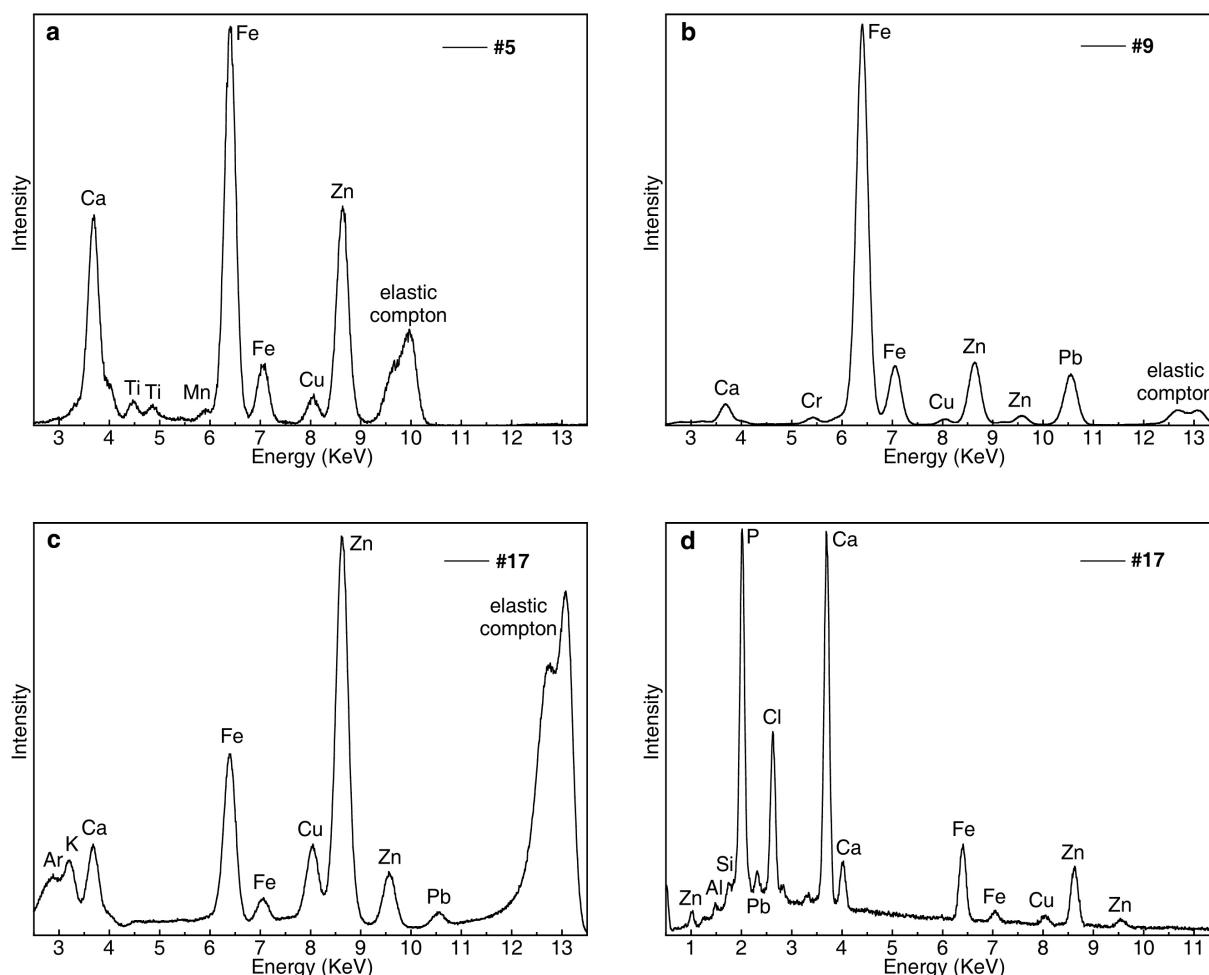 a
#5
Fe
Ca
Zn
elastic
compton
Fe
Ti Ti
Mn
Cu
Intensity
3 4 5 6 7 8 9 10 11 12 13
Energy (KeV)
b
#9
Fe
Ca
Cr
Fe
Cu
Zn
Zn
Pb
elastic
compton
Intensity
3 4 5 6 7 8 9 10 11 12 13
Energy (KeV)
c
#17
Zn
elastic
compton
Fe
Ar K
Ca
Fe
Cu
Zn
Pb
Intensity
3 4 5 6 7 8 9 10 11 12 13
Energy (KeV)
d
#17
P
Ca
Cl
Si
Al
Zn
Pb
Ca
Fe
Fe
Cu
Zn
Zn
Intensity
1 2 3 4 5 6 7 8 9 10 11
Energy (KeV)